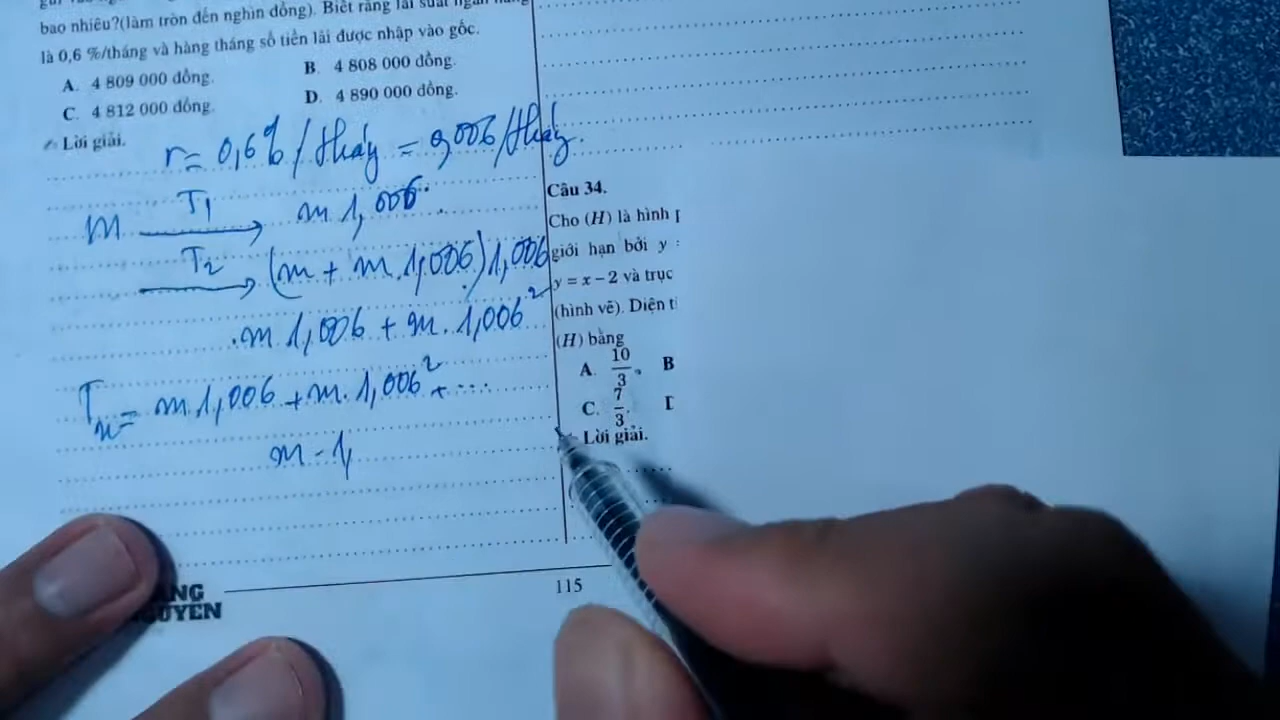 bao nhiêu?(làm tròn đến nghìn đồng). Biết rằng lãi suất ngân hàng
là 0,6 %/tháng và hàng tháng số tiền lãi được nhập vào gốc.
A. 4 809 000 đồng.
B. 4 808 000 đồng.
C. 4 812 000 đồng.
D. 4 890 000 đồng.
Lời giải.
r = 0,6% / tháng = 0,006/tháng.
m T1 m 1,006.
T2 (m + m.1,006) 1,006
m 1,006 + m. 1,006²
Tn = m 1,006 + m. 1,006² + ...
m - 1,
115
Câu 34.
Cho (H) là hình
giới hạn bởi y
y = x − 2 và trục
(hình vẽ). Diện
(H) bằng
A. 10/3. B
C. 7/3.
Lời giải.